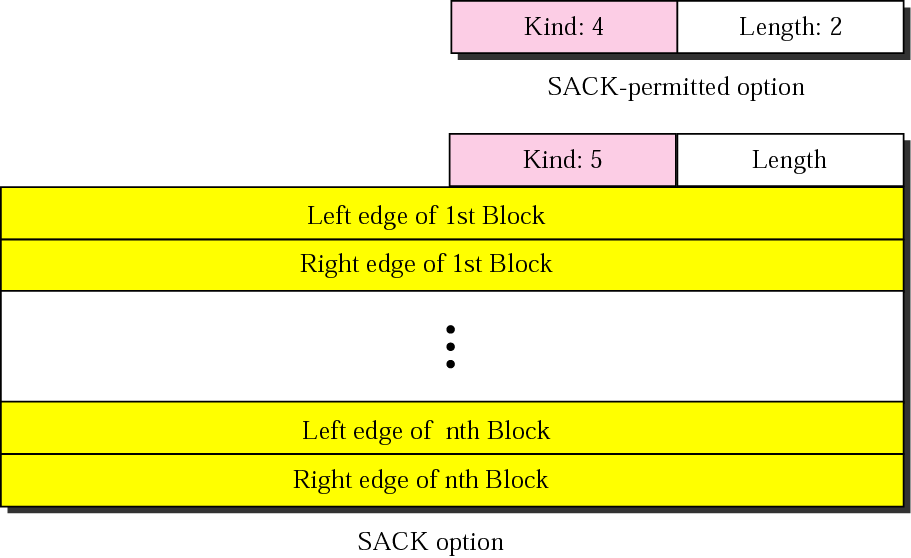 Kind: 4 Length: 2
SACK-permitted option
Kind: 5 Length
Left edge of 1st Block
Right edge of 1st Block
Left edge of nth Block
Right edge of nth Block
SACK option